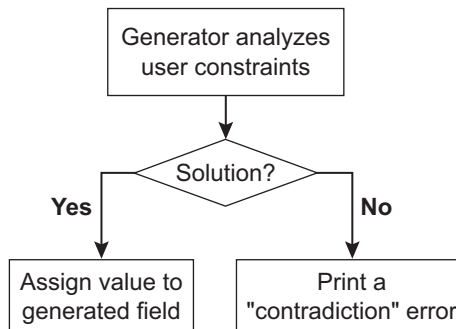 Generator analyzes
user constraints
Solution?
Yes
No
Assign value to
generated field
Print a
"contradiction" error